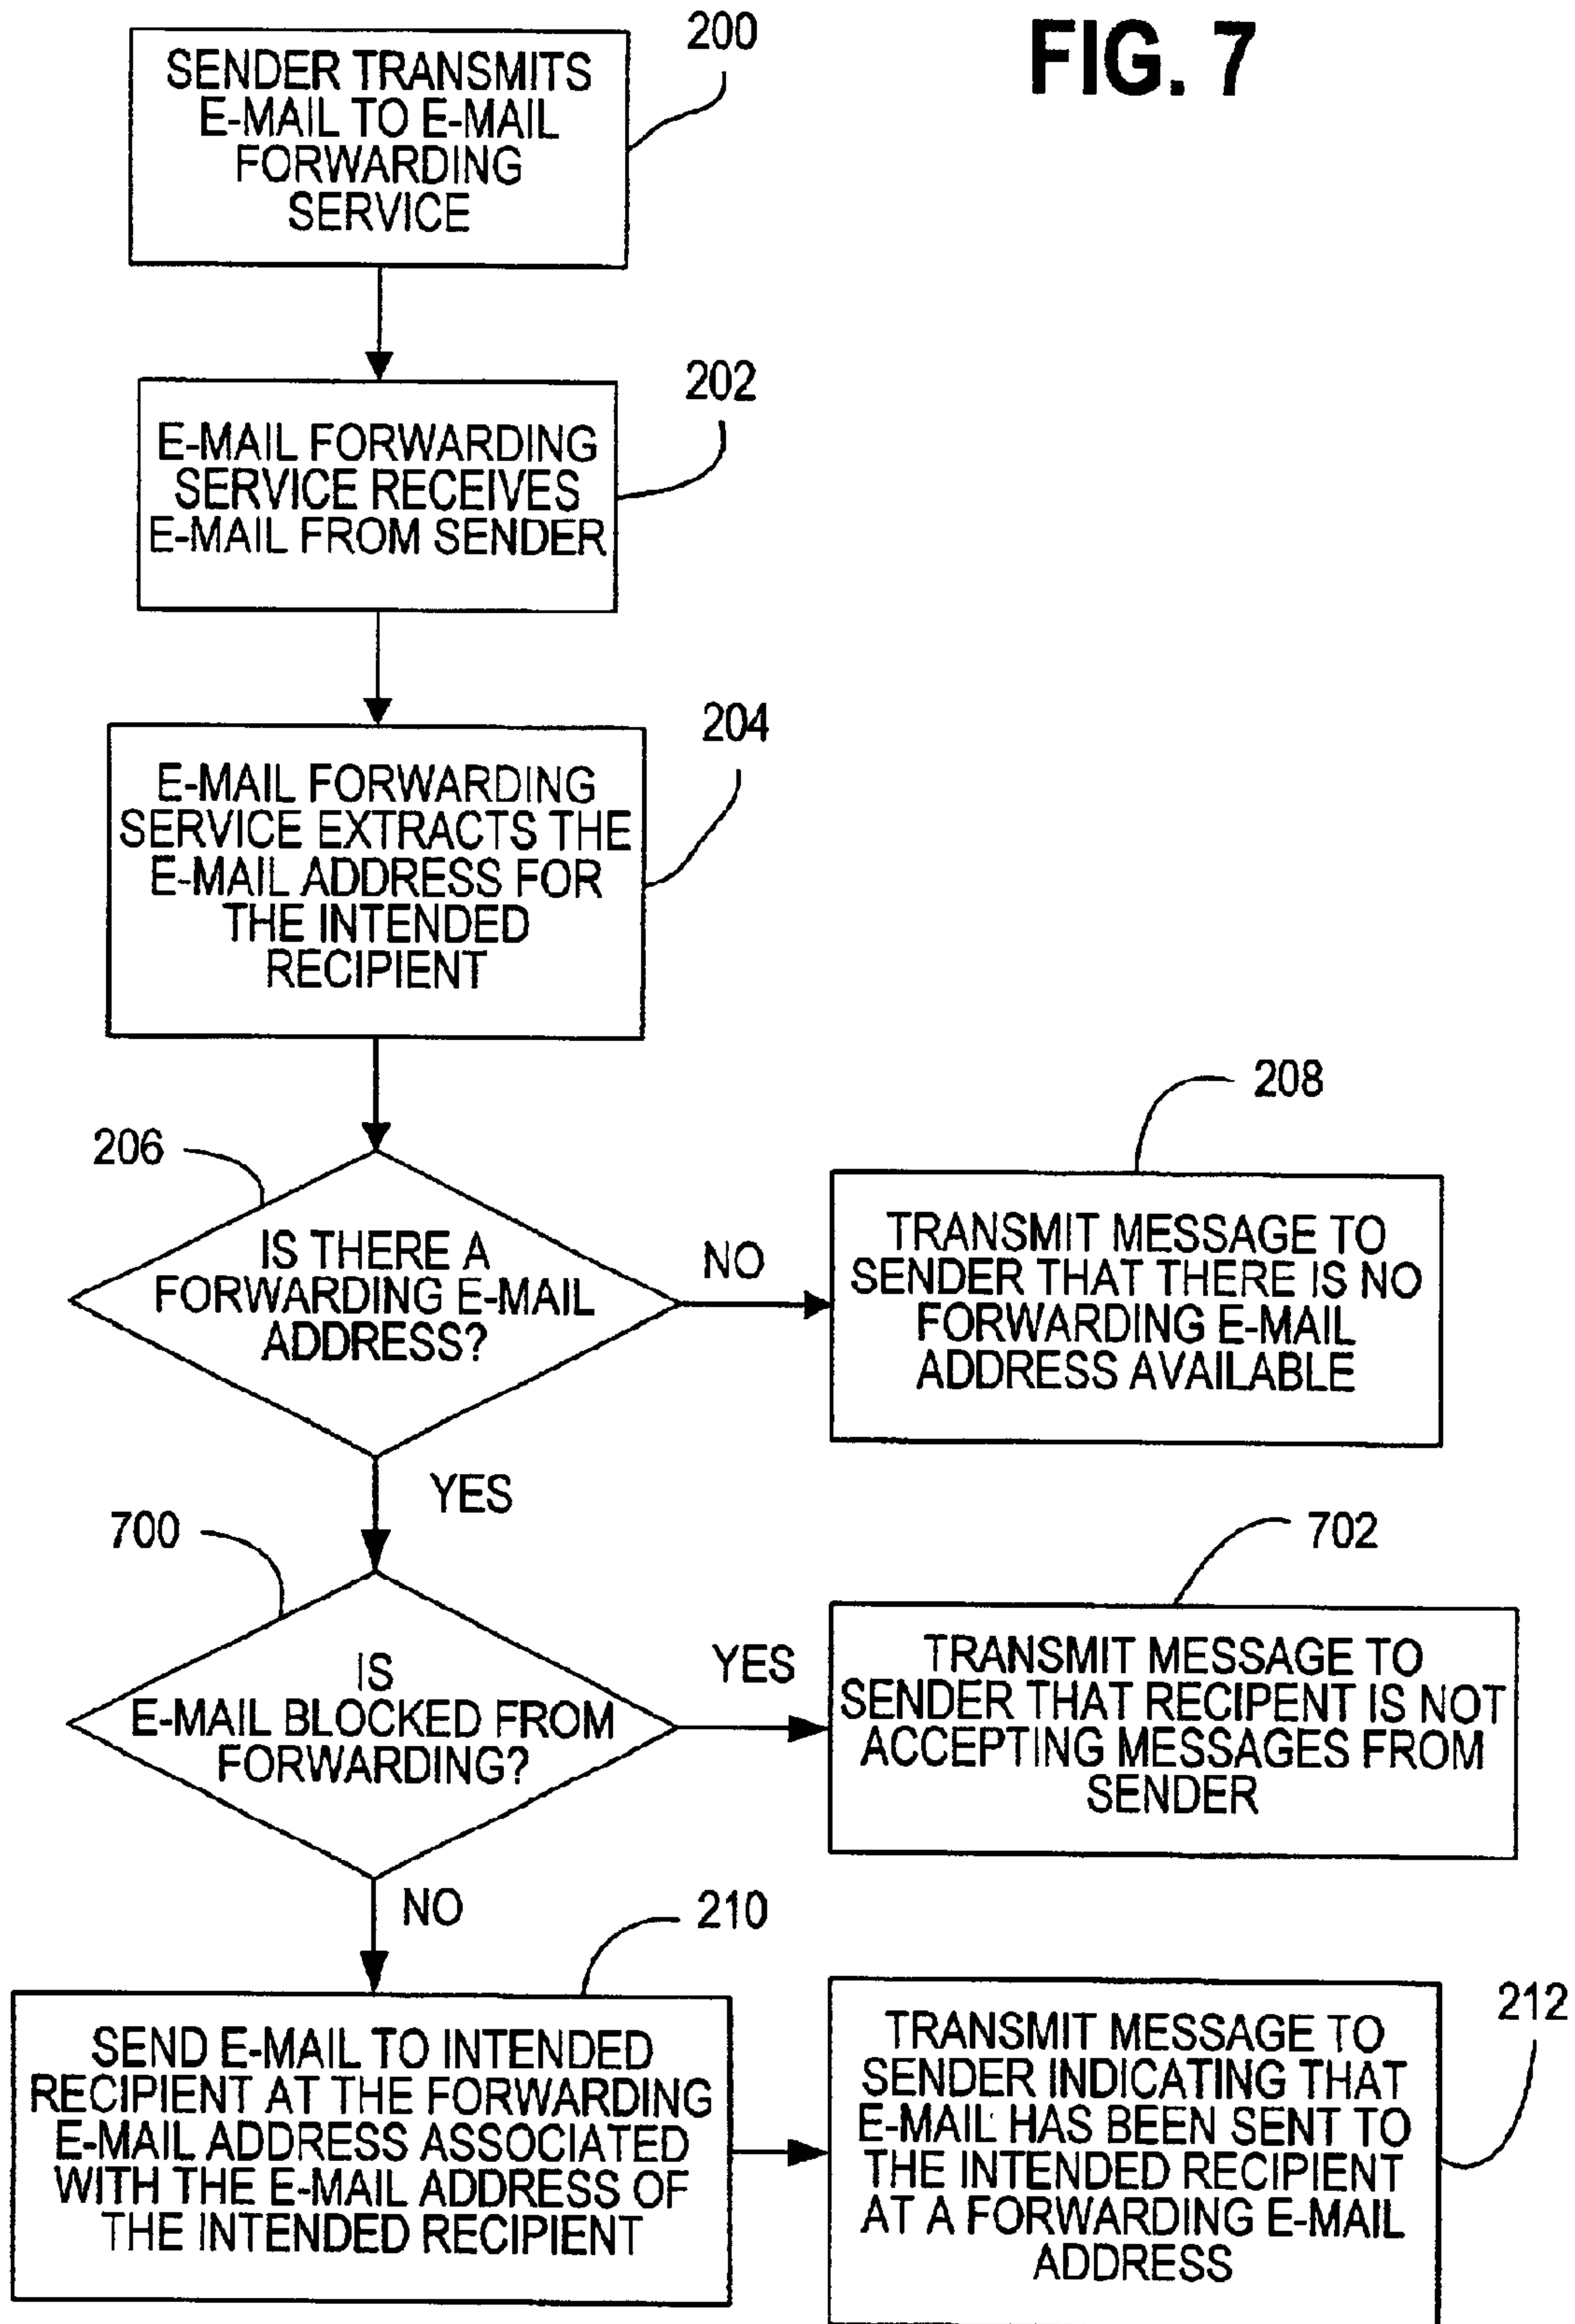 FIG. 7
200
SENDER TRANSMITS
E-MAIL TO E-MAIL
FORWARDING
SERVICE
202
E-MAIL FORWARDING
SERVICE RECEIVES
E-MAIL FROM SENDER
204
E-MAIL FORWARDING
SERVICE EXTRACTS THE
E-MAIL ADDRESS FOR
THE INTENDED
RECIPIENT
206
IS THERE A
FORWARDING E-MAIL
ADDRESS?
NO
208
TRANSMIT MESSAGE TO
SENDER THAT THERE IS NO
FORWARDING E-MAIL
ADDRESS AVAILABLE
YES
700
IS
E-MAIL BLOCKED FROM
FORWARDING?
YES
702
TRANSMIT MESSAGE TO
SENDER THAT RECIPENT IS NOT
ACCEPTING MESSAGES FROM
SENDER
NO
210
SEND E-MAIL TO INTENDED
RECIPIENT AT THE FORWARDING
E-MAIL ADDRESS ASSOCIATED
WITH THE E-MAIL ADDRESS OF
THE INTENDED RECIPIENT
212
TRANSMIT MESSAGE TO
SENDER INDICATING THAT
E-MAIL HAS BEEN SENT TO
THE INTENDED RECIPIENT
AT A FORWARDING E-MAIL
ADDRESS